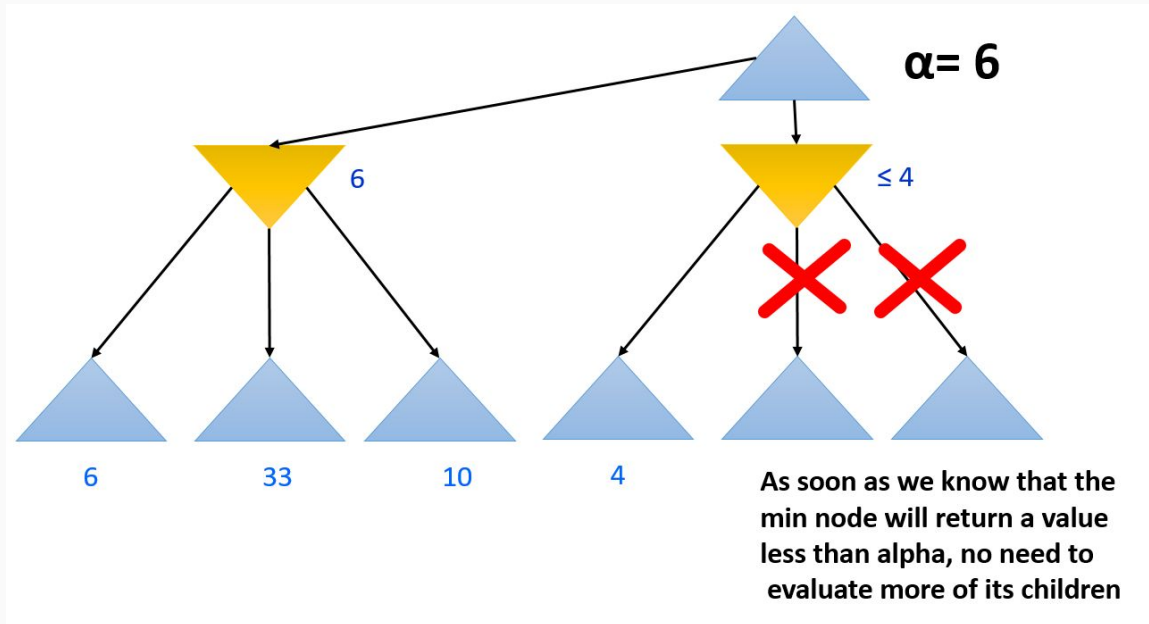 α= 6
6
≤ 4
6
33
10
4
As soon as we know that the
min node will return a value
less than alpha, no need to
evaluate more of its children